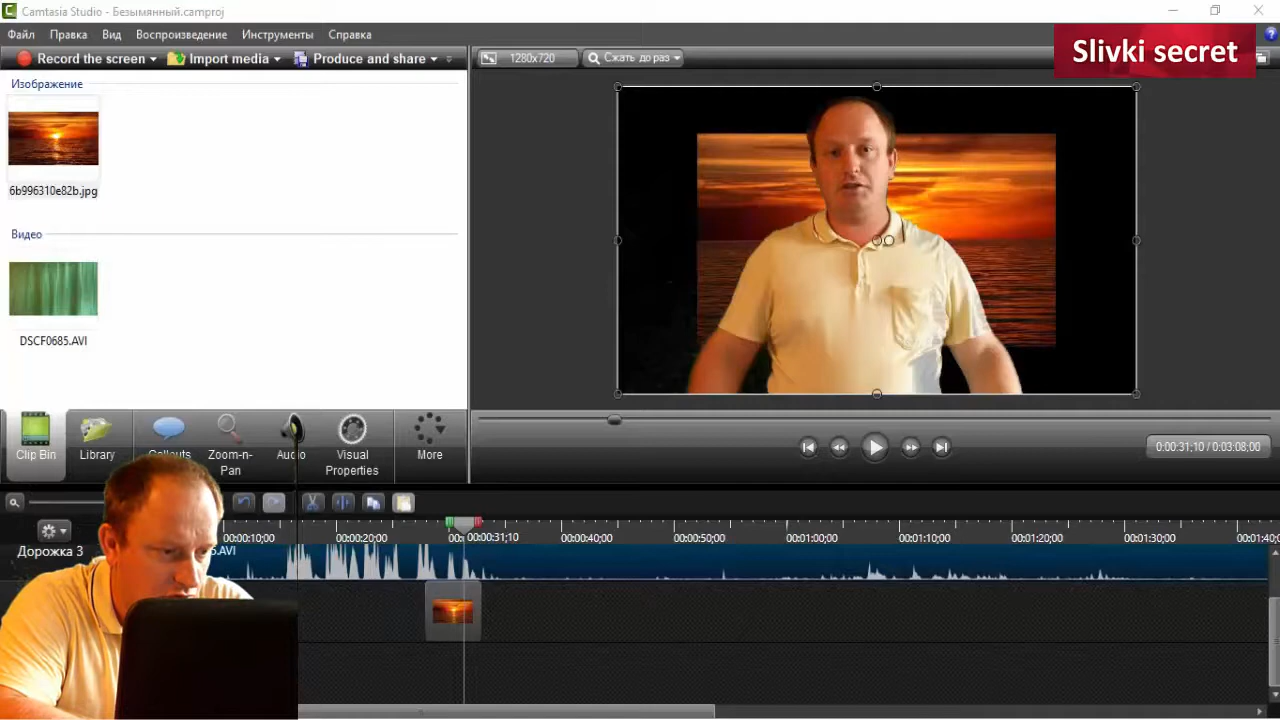 Camtasia Studio - Безымянный.camproj
Файл Правка Вид Воспроизведение Инструменты Справка
Slivki secret
Record the screen Import media Produce and share 1280x720 Сжать до раз
Изображение
6b996310e82b.jpg
Видео
DSCF0685.AVI
Clip Bin Library Callouts Zoom-n-Pan Audio Visual Properties More
0:00:31;10 / 0:03:08;00
00:00:10;00 00:00:20;00 00:00:31;10 00:00:40;00 00:00:50;00 00:01:00;00 00:01:10;00 00:01:20;00 00:01:30;00
Дорожка 3 .AVI